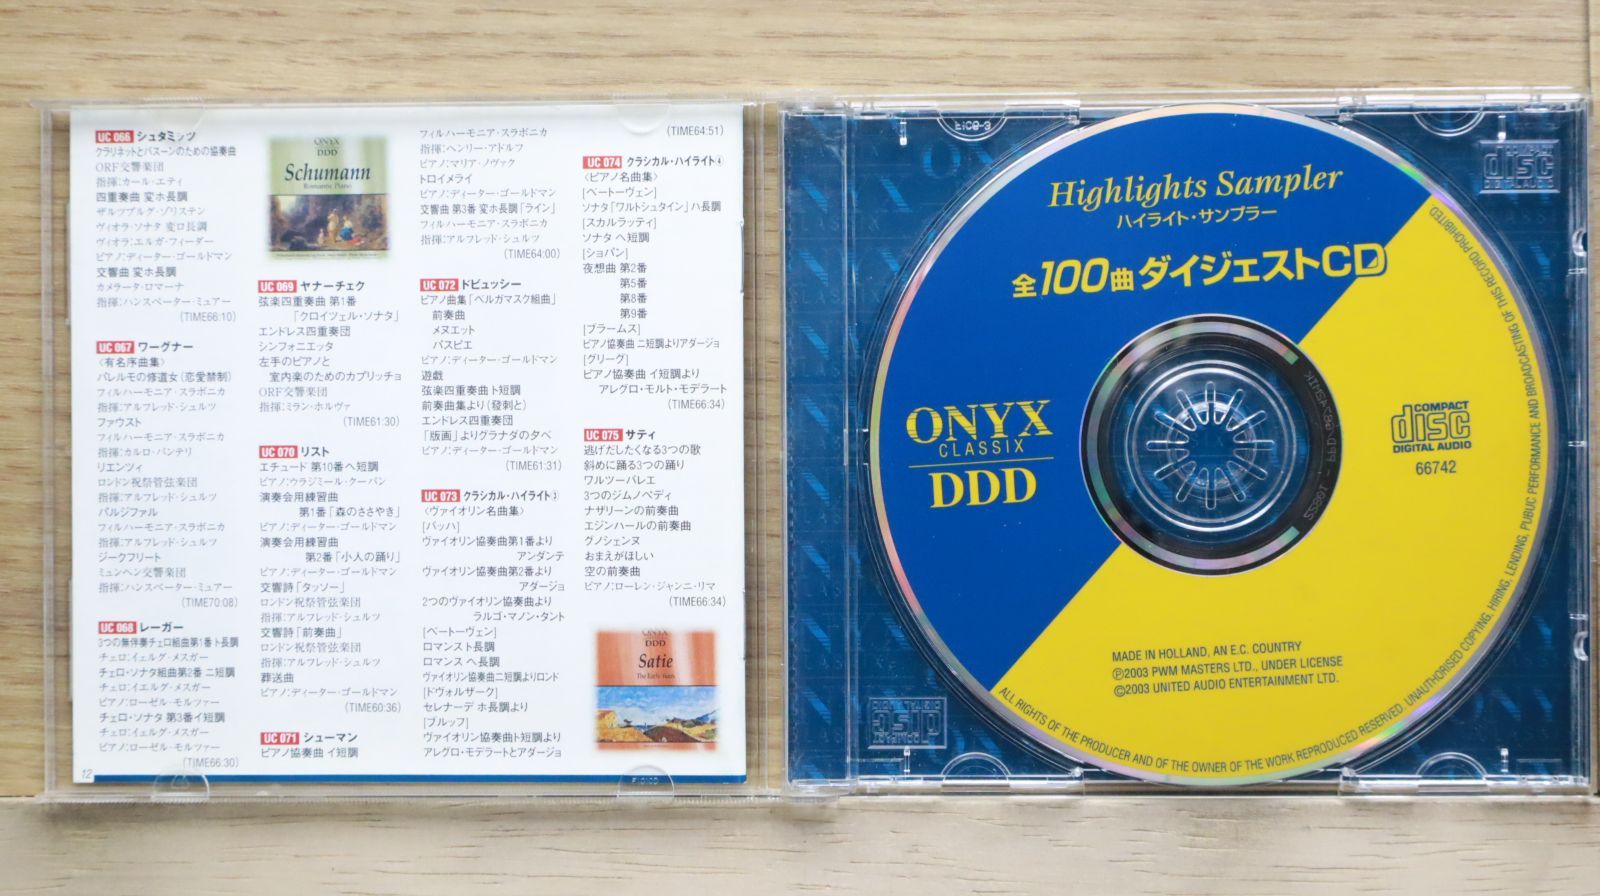 UC 066 シュタミッツ
クラリネットとバスーンのための協奏曲
ORF交響楽団
指揮:カール・エティ
四重奏曲 変ホ長調
ザルツブルグ・ゾリステン
ヴィオラ・ソナタ 変ロ長調
ヴィオラ:エルガ・フィーダー
ピアノ:ディーター・ゴールドマン
交響曲 変ホ長調
カメラータ・ロマーナ
指揮:ハンスペーター・ミュアー
(TIME66:10)
UC 067 ワーグナー
〈有名序曲集〉
パレルモの修道女(恋愛禁制)
フィルハーモニア・スラボニカ
指揮:アルフレッド・シュルツ
ファウスト
フィルハーモニア・スラボニカ
指揮:カルロ・パンテリ
リエンツィ
ロンドン祝祭管弦楽団
指揮:アルフレッド・シュルツ
パルジファル
フィルハーモニア・スラボニカ
指揮:アルフレッド・シュルツ
ジークフリート
ミュンヘン交響楽団
指揮:ハンスペーター・ミュアー
(TIME70:08)
UC 068 レーガー
3つの無伴奏チェロ組曲第1番 ト長調
チェロ:イェルグ・メスガー
チェロ・ソナタ組曲第2番 ニ短調
チェロ:イエルグ・メスガー
ピアノ:ローゼル・モルツァー
チェロ・ソナタ 第3番イ短調
チェロ:イェルグ・メスガー
ピアノ:ローゼル・モルツァー
(TIME66:30)
12
ONYX
DDD
Schumann
Romantic Piano
UC 069 ヤナーチェク
弦楽四重奏曲 第1番
「クロイツェル・ソナタ」
エンドレス四重奏団
シンフォニエッタ
左手のピアノと
室内楽のためのカプリッチョ
ORF交響楽団
指揮:ミラン・ホルヴァ
(TIME61:30)
UC 070 リスト
エチュード 第10番ヘ短調
ピアノ:ウラジミール・ターバン
演奏会用練習曲
第1番「森のささやき」
ピアノ:ディーター・ゴールドマン
演奏会用練習曲
第2番「小人の踊り」
ピアノ:ディーター・ゴールドマン
交響詩「タッソー」
ロンドン祝祭管弦楽団
指揮:アルフレッド・シュルツ
交響詩「前奏曲」
ロンドン祝祭管弦楽団
指揮:アルフレッド・シュルツ
葬送曲
ピアノ:ディーター・ゴールドマン
(TIME60:36)
UC 071 シューマン
ピアノ協奏曲 イ短調
フィルハーモニア・スラボニカ
指揮:ヘンリー・アドルフ
ピアノ:マリア・ノヴァック
トロイメライ
ピアノ:ディーター・ゴールドマン
交響曲 第3番 変ホ長調「ライン」
フィルハーモニア・スラボニカ
指揮:アルフレッド・シュルツ
(TIME64:00)
UC 072 ドビュッシー
ピアノ曲集「ベルガマスク組曲」
前奏曲
メヌエット
パスピエ
ピアノ:ディーター・ゴールドマン
遊戯
弦楽四重奏曲 ト短調
前奏曲集より(發刺と)
エンドレス四重奏団
「版画」よりグラナダの夕べ
ピアノ:ディーター・ゴールドマン
(TIME61:31)
UC 073 クラシカル・ハイライト③
〈ヴァイオリン名曲集〉
[バッハ]
ヴァイオリン協奏曲第1番より
アンダンテ
ヴァイオリン協奏曲第2番より
アダージョ
2つのヴァイオリン協奏曲より
ラルゴ・マノン・タント
[ベートーヴェン]
ロマンスト長調
ロマンス ヘ長調
ヴァイオリン協奏曲ニ短調よりロンド
[ドヴォルザーク]
セレナーデ ホ長調より
[ブルッフ]
ヴァイオリン協奏曲ト短調より
アレグロ・モデラートとアダージョ
(TIME64:51)
UC 074 クラシカル・ハイライト④
〈ピアノ名曲集〉
[ベートーヴェン]
ソナタ「ワルトシュタイン」ハ長調
[スカルラッティ]
ソナタ ヘ短調
[ショパン]
夜想曲 第2番
第5番
第8番
第9番
[ブラームス]
ピアノ協奏曲 ニ短調よりアダージョ
[グリーグ]
ピアノ協奏曲 イ短調より
アレグロ・モルト・モデラート
(TIME66:34)
UC 075 サティ
逃げだしたくなる3つの歌
斜めに踊る3つの踊り
ワルツーバレエ
3つのジムノペディ
ナザリーンの前奏曲
エジンハールの前奏曲
グノシェンヌ
おまえがほしい
空の前奏曲
ピアノ:ローレン・ジャンニ・リマ
(TIME66:34)
ONYX
DDD
Satie
The Early Years
Highlights Sampler
ハイライト・サンプラー
全100曲ダイジェストCD
ONYX
CLASSIX
DDD
COMPACT
disc
DIGITAL AUDIO
66742
MADE IN HOLLAND, AN E.C. COUNTRY
Ⓟ2003 PWM MASTERS LTD., UNDER LICENSE
©2003 UNITED AUDIO ENTERTAINMENT LTD.
ALL RIGHTS OF THE PRODUCER AND OF THE OWNER OF THE WORK REPRODUCED RESERVED. UNAUTHORISED COPYING, HIRING, LENDING, PUBLIC PERFORMANCE AND BROADCASTING OF THIS RECORD PROHIBITED.
COMPACT
disc
DIGITAL AUDIO